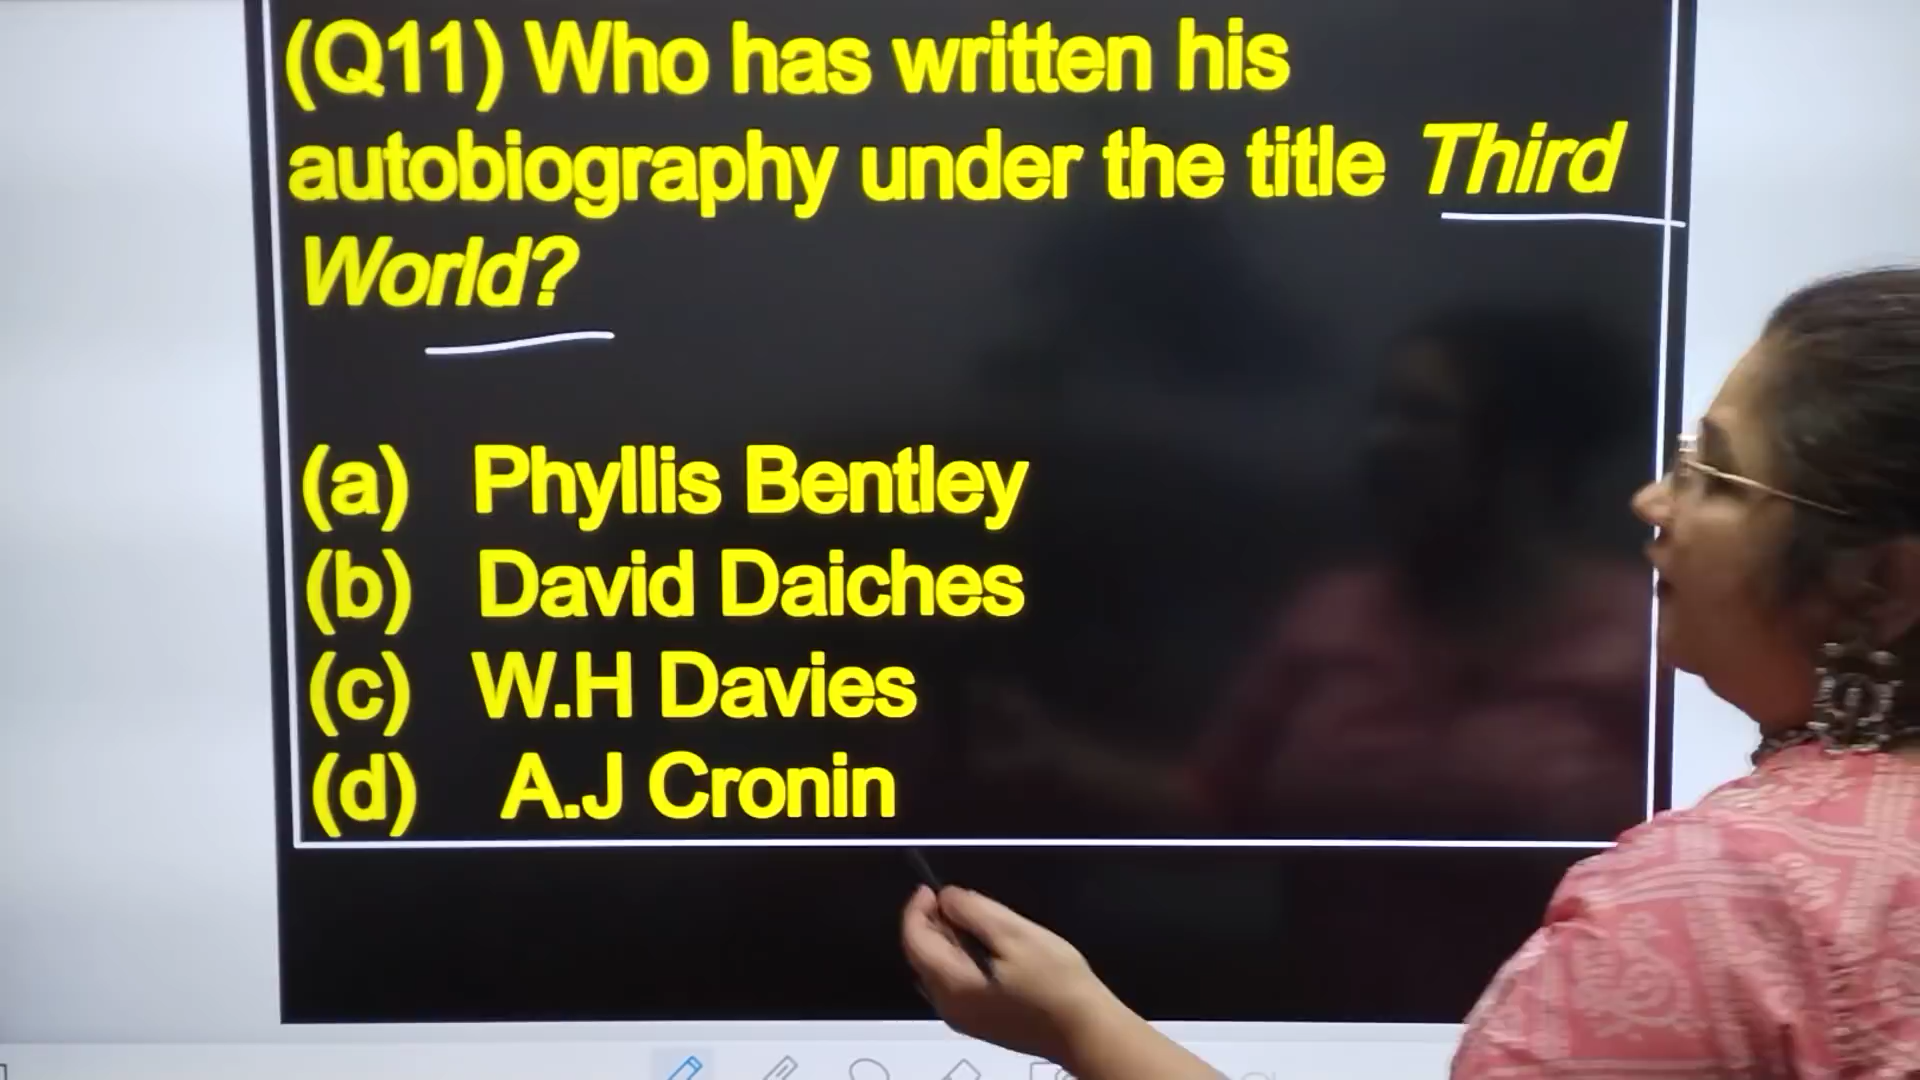 (Q11) Who has written his
autobiography under the title Third
World?
(a) Phyllis Bentley
(b) David Daiches
(c) W.H Davies
(d) A.J Cronin